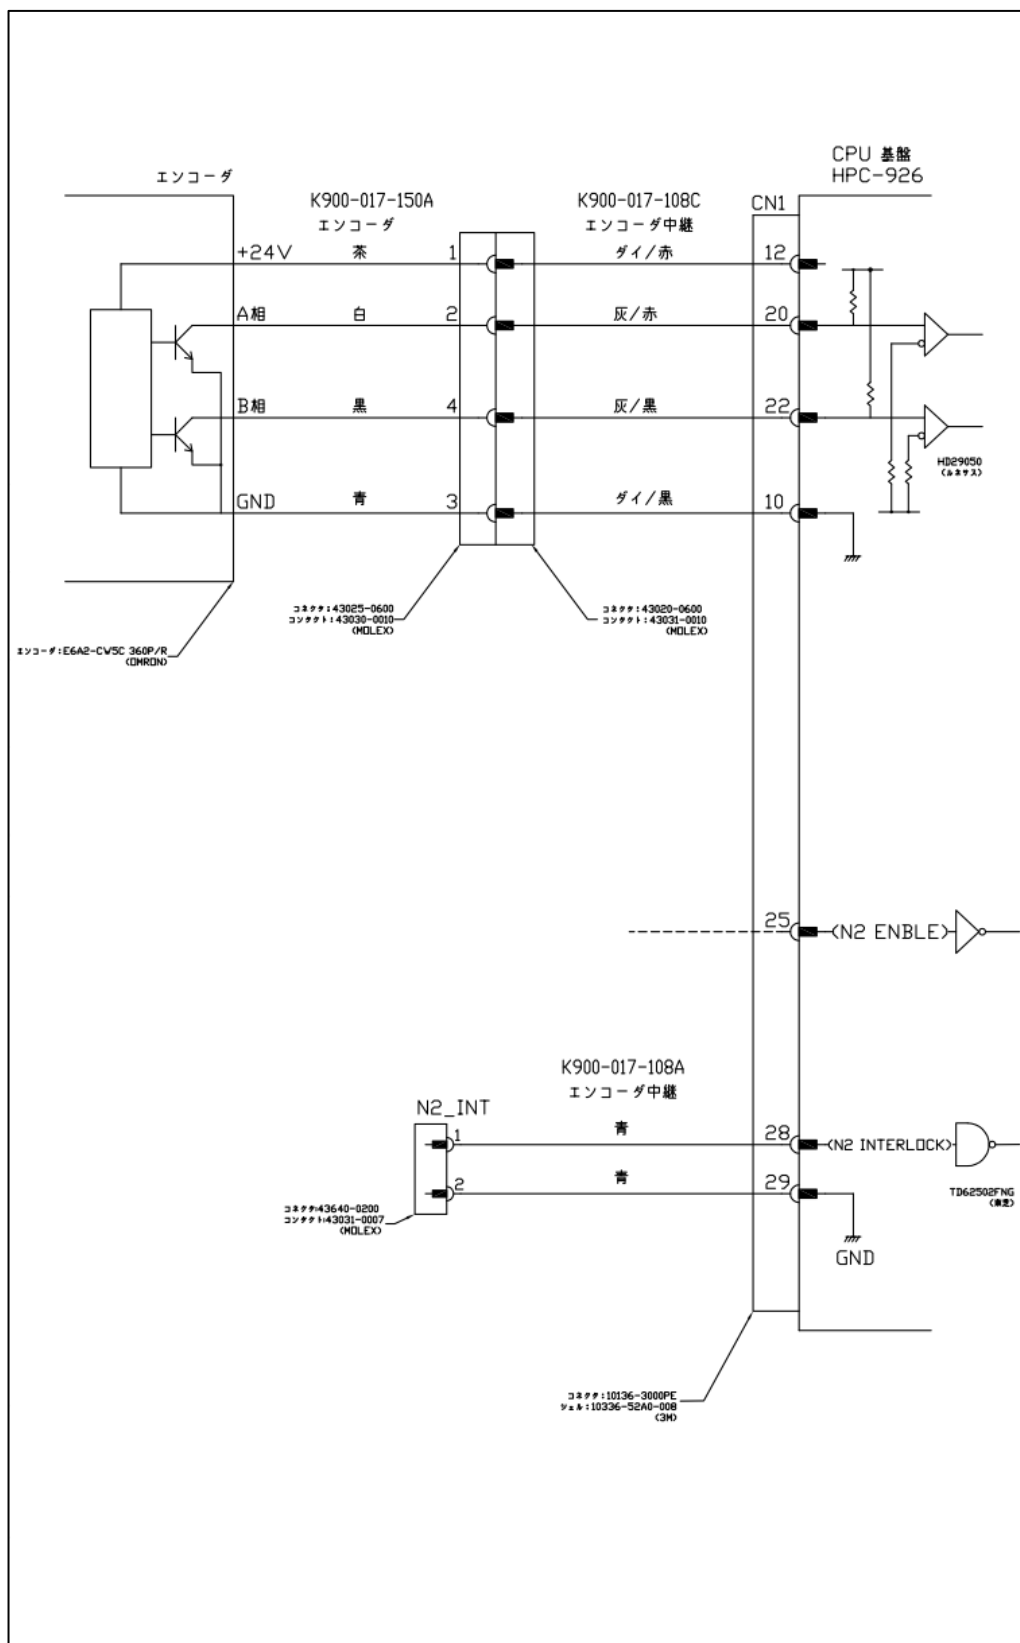 CPU 基盤
HPC-926
エンコーダ
K900-017-150A
エンコーダ
K900-017-108C
エンコーダ中継
CN1
+24V 茶 1 ダイ/赤 12
A相 白 2 灰/赤 20
B相 黒 4 灰/黒 22
HD29050
(ルネサス)
GND 青 3 ダイ/黒 10
コネクタ:43025-0600
コンタクト:43030-0010
(MOLEX)
コネクタ:43020-0600
コンタクト:43031-0010
(MOLEX)
エンコーダ:E6A2-CW5C 360P/R
(OMRON)
25 (N2 ENBLE)
K900-017-108A
エンコーダ中継
N2_INT
1 青 28 (N2 INTERLOCK)
2 青 29
TD62502FNG
(東芝)
コネクタ:43640-0200
コンタクト:43031-0007
(MOLEX)
GND
コネクタ:10136-3000PE
シェル:10336-52A0-008
(3M)